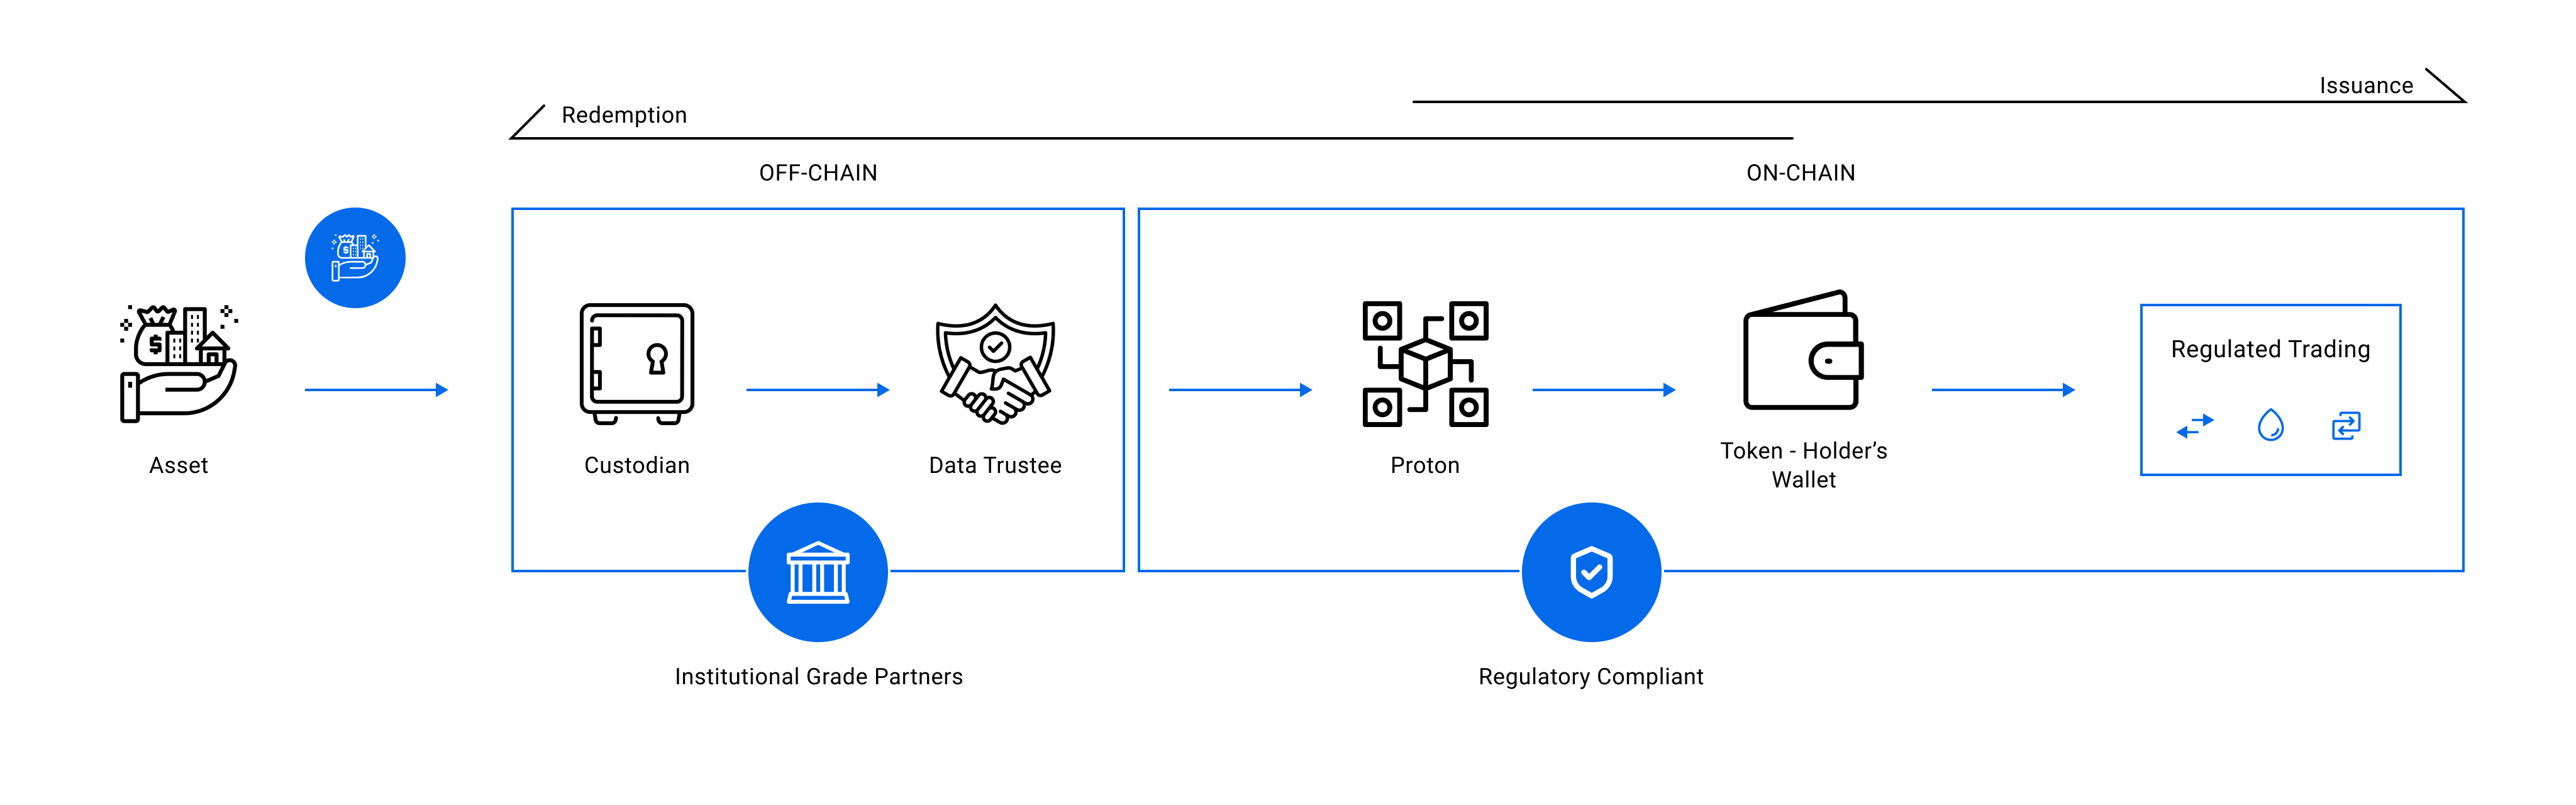 Issuance
Redemption
OFF-CHAIN
ON-CHAIN
Asset
Custodian
Data Trustee
Proton
Token - Holder’s
Wallet
Regulated Trading
Institutional Grade Partners
Regulatory Compliant